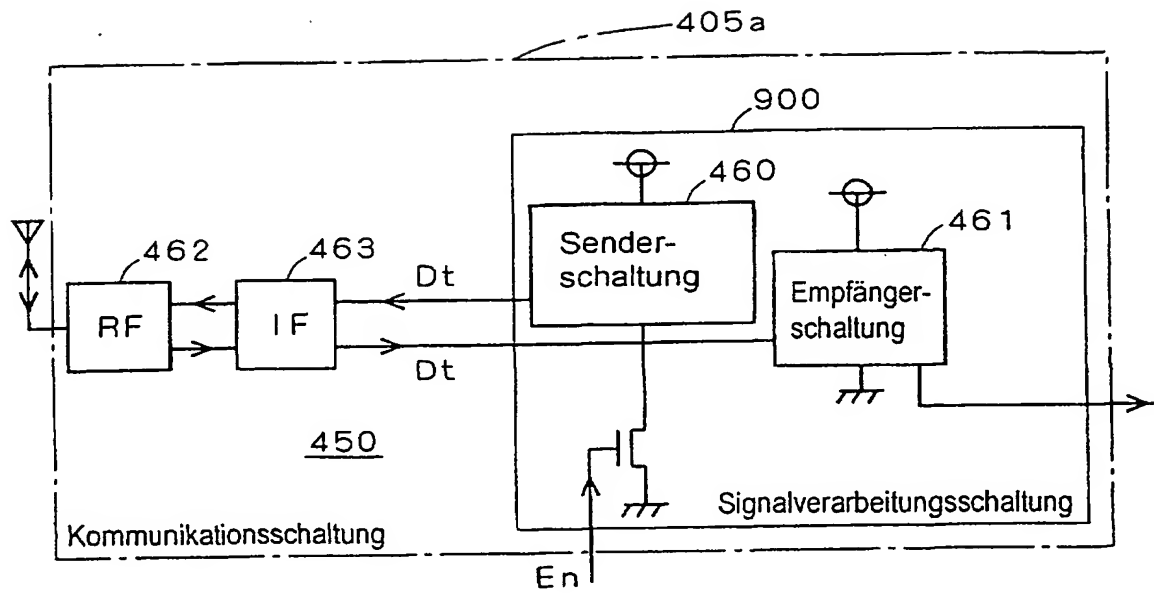 405a
900
460
461
Sender-
schaltung
Empfänger-
schaltung
462
463
RF
IF
Dt
Dt
450
Signalverarbeitungsschaltung
Kommunikationsschaltung
En